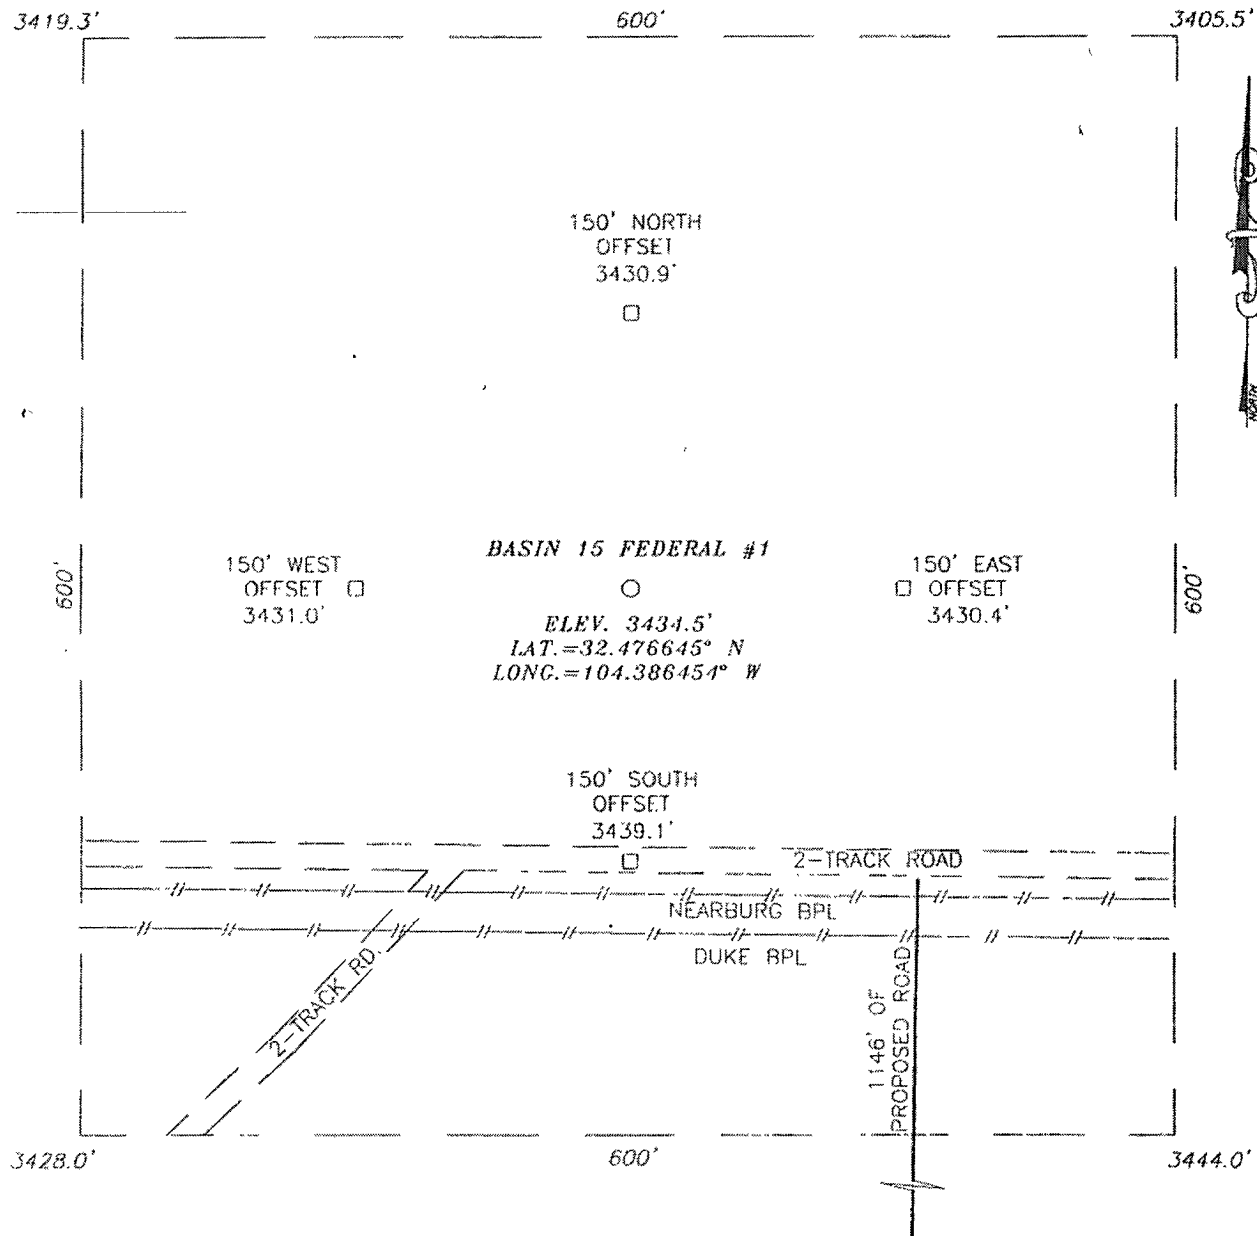 3419.3'
600'
3405.5'
150' NORTH
OFFSET
3430.9'
NORTH
600'
150' WEST
OFFSET
3431.0'
BASIN 15 FEDERAL #1
ELEV. 3434.5'
LAT.=32.476645° N
LONG.=104.386454° W
150' EAST
OFFSET
3430.4'
600'
150' SOUTH
OFFSET
3439.1'
2-TRACK ROAD
NEARBURG BPL
DUKE BPL
2-TRACK RD.
1146' OF
PROPOSED ROAD
3428.0'
600'
3444.0'